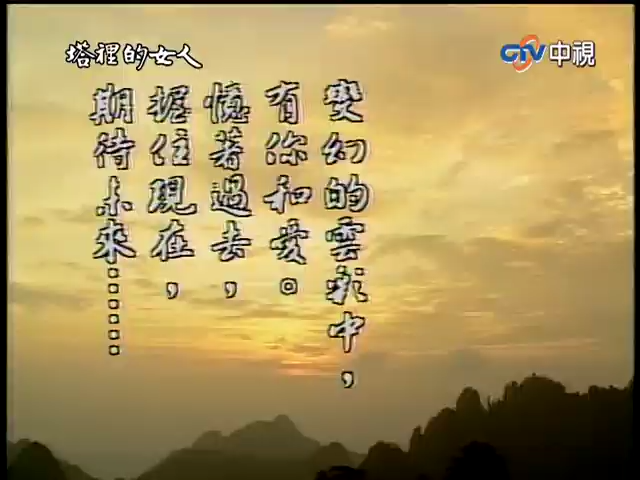 塔裡的女人
CTV中視
變幻的雲彩中，
有你和愛。
憶著過去，
握住現在，
期待未來⋯⋯